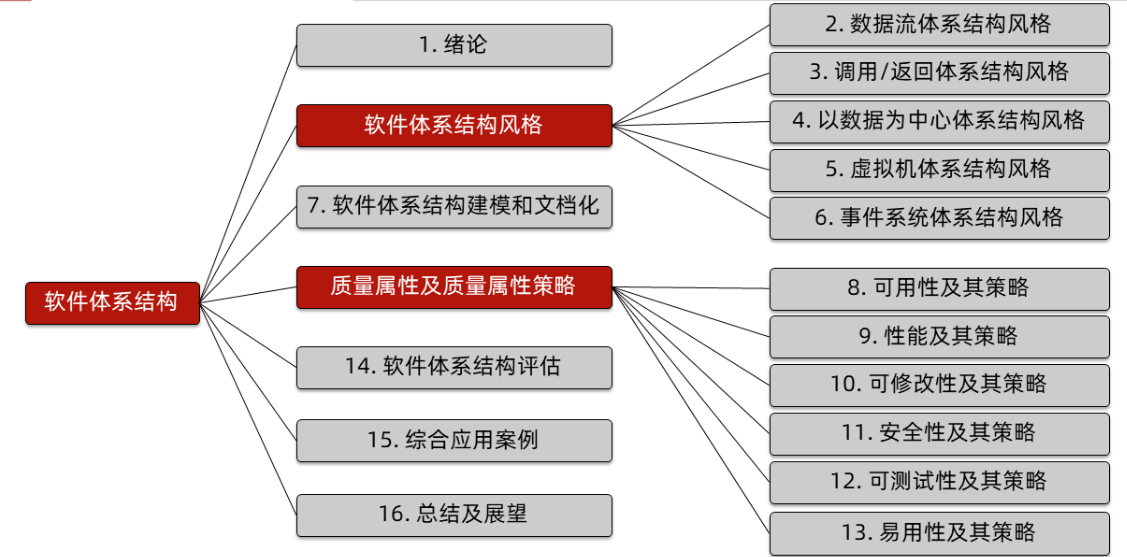 软件体系结构
1. 绪论
软件体系结构风格
2. 数据流体系结构风格
3. 调用/返回体系结构风格
4. 以数据为中心体系结构风格
5. 虚拟机体系结构风格
6. 事件系统体系结构风格
7. 软件体系结构建模和文档化
质量属性及质量属性策略
8. 可用性及其策略
9. 性能及其策略
10. 可修改性及其策略
11. 安全性及其策略
12. 可测试性及其策略
13. 易用性及其策略
14. 软件体系结构评估
15. 综合应用案例
16. 总结及展望